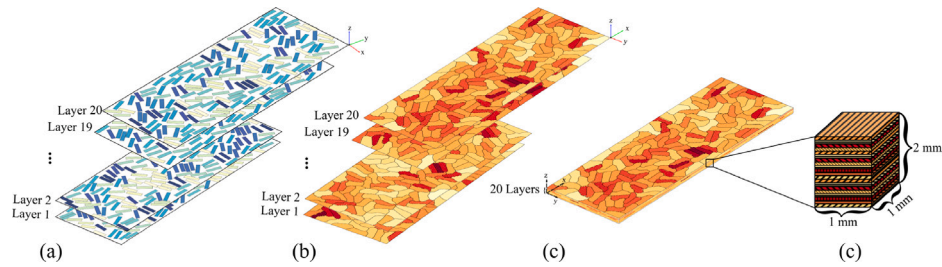 z
y
x
Layer 20
Layer 19
Layer 2
Layer 1
(a)
z
y
x
Layer 20
Layer 19
Layer 2
Layer 1
(b)
z
x
y
20 Layers
(c)
2 mm
1 mm
1 mm
(c)